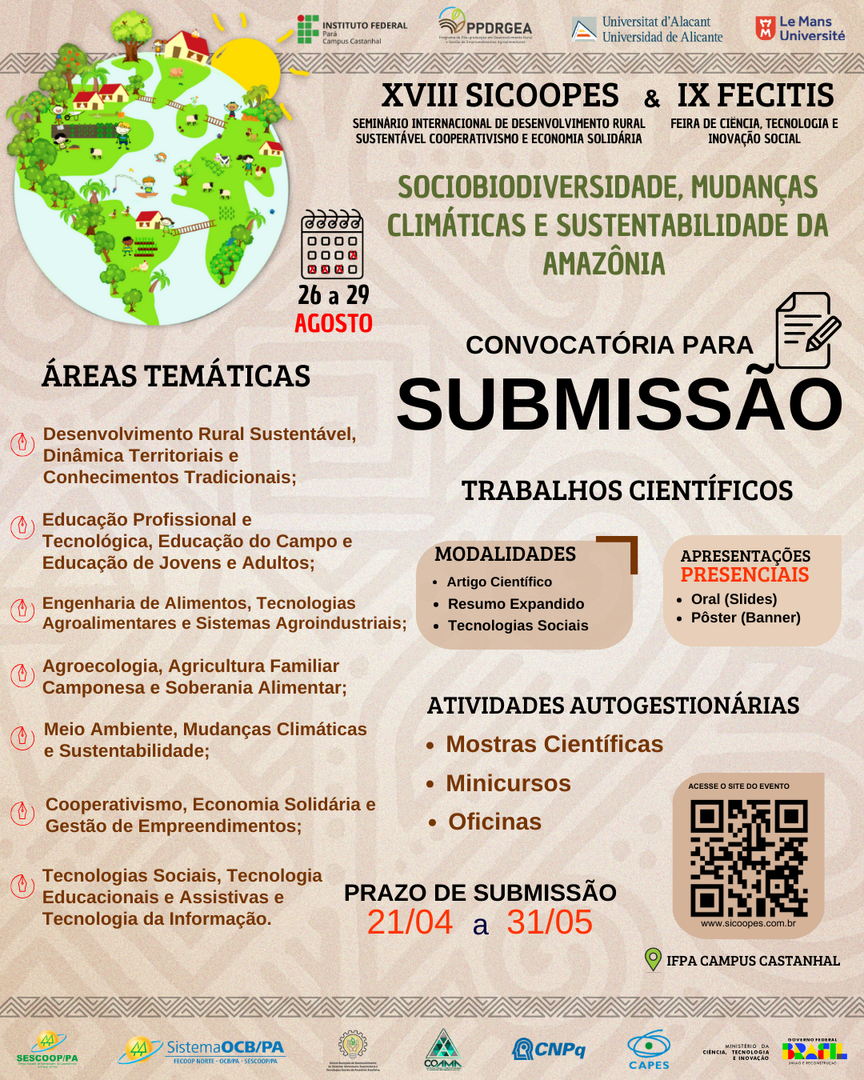 INSTITUTO FEDERAL
Pará
Campus Castanhal
PPDRGEA
Universitat d'Alacant
Universidad de Alicante
Le Mans
Université
XVIII SICOOPES & IX FECITIS
SEMINÁRIO INTERNACIONAL DE DESENVOLVIMENTO RURAL
SUSTENTÁVEL COOPERATIVISMO E ECONOMIA SOLIDÁRIA
FEIRA DE CIÊNCIA, TECNOLOGIA E
INOVAÇÃO SOCIAL
SOCIOBIODIVERSIDADE, MUDANÇAS
CLIMÁTICAS E SUSTENTABILIDADE DA
AMAZÔNIA
26 a 29
AGOSTO
CONVOCATÓRIA PARA
SUBMISSÃO
ÁREAS TEMÁTICAS
Desenvolvimento Rural Sustentável,
Dinâmica Territoriais e
Conhecimentos Tradicionais;
Educação Profissional e
Tecnológica, Educação do Campo e
Educação de Jovens e Adultos;
Engenharia de Alimentos, Tecnologias
Agroalimentares e Sistemas Agroindustriais;
Agroecologia, Agricultura Familiar
Camponesa e Soberania Alimentar;
Meio Ambiente, Mudanças Climáticas
e Sustentabilidade;
Cooperativismo, Economia Solidária e
Gestão de Empreendimentos;
Tecnologias Sociais, Tecnologia
Educacionais e Assistivas e
Tecnologia da Informação.
TRABALHOS CIENTÍFICOS
MODALIDADES
• Artigo Científico
• Resumo Expandido
• Tecnologias Sociais
APRESENTAÇÕES
PRESENCIAIS
• Oral (Slides)
• Pôster (Banner)
ATIVIDADES AUTOGESTIONÁRIAS
• Mostras Científicas
• Minicursos
• Oficinas
ACESSE O SITE DO EVENTO
www.sicoopes.com.br
PRAZO DE SUBMISSÃO
21/04 a 31/05
IFPA CAMPUS CASTANHAL
SESCOOP/PA
SistemaOCB/PA
FECOOP NORTE - OCB/PA - SESCOOP/PA
COAMA
CNPq
CAPES
MINISTÉRIO DA
CIÊNCIA, TECNOLOGIA
E INOVAÇÃO
GOVERNO FEDERAL
BRASIL
UNIÃO E RECONSTRUÇÃO